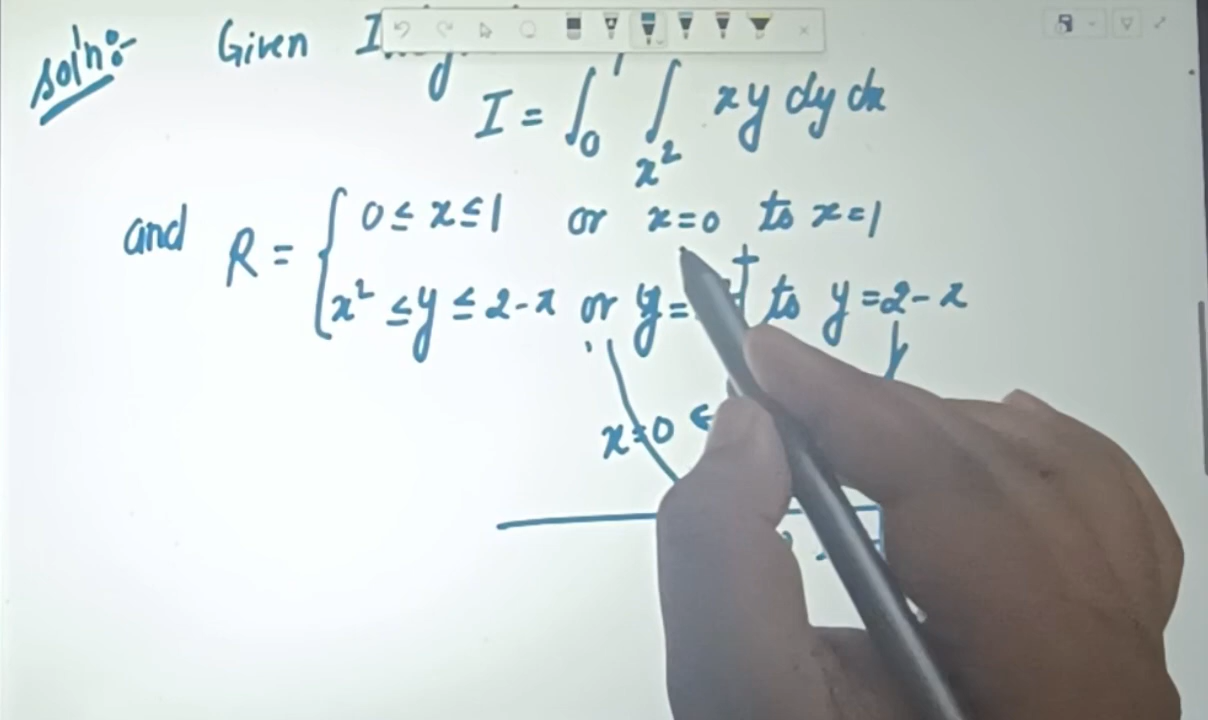 Soln:- Given
I = ∫₀¹ ∫ₓ² xy dy dx
and R = { 0 ≤ x ≤ 1 or x=0 to x=1
x² ≤ y ≤ 2-x or y= to y=2-x
x=0 ←